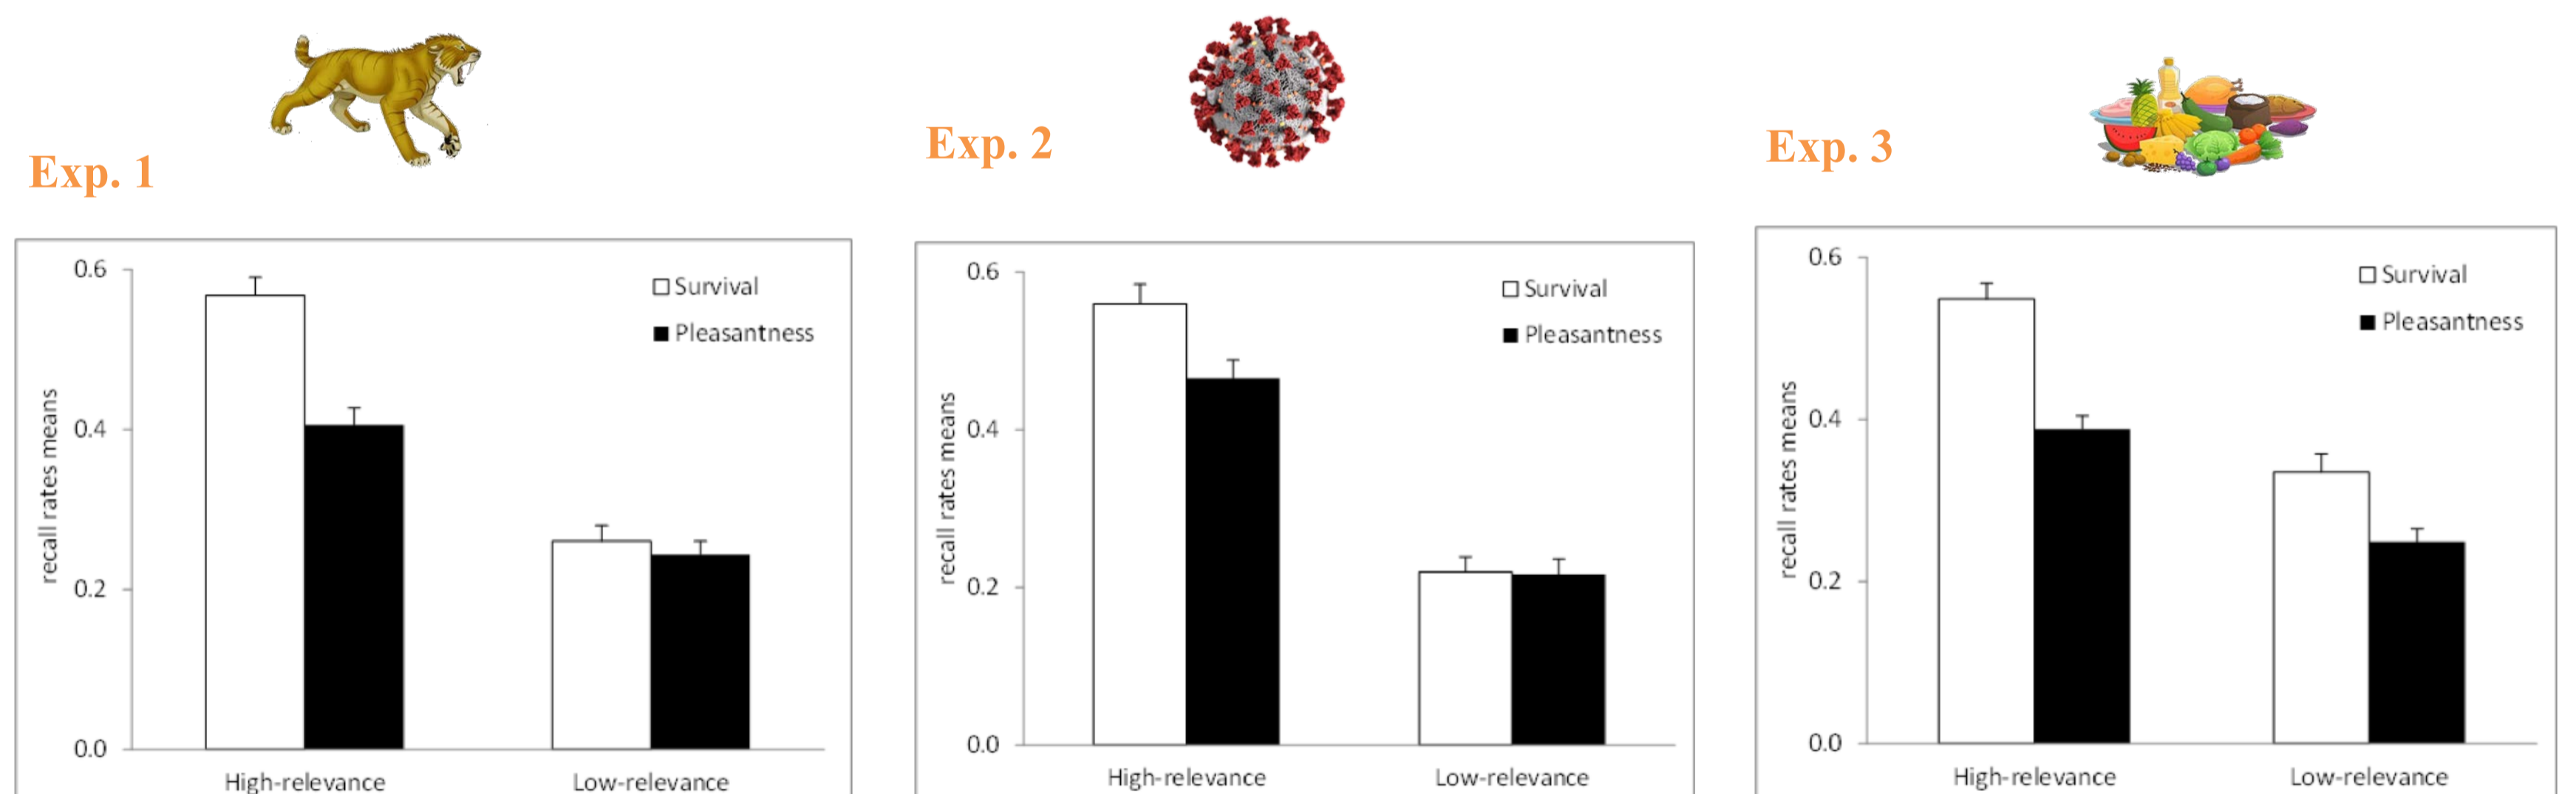 Exp. 1
0.6
0.4
0.2
0.0
recall rates means
Survival
Pleasantness
High-relevance
Low-relevance
Exp. 2
0.6
0.4
0.2
0.0
recall rates means
Survival
Pleasantness
High-relevance
Low-relevance
Exp. 3
0.6
0.4
0.2
0.0
recall rates means
Survival
Pleasantness
High-relevance
Low-relevance